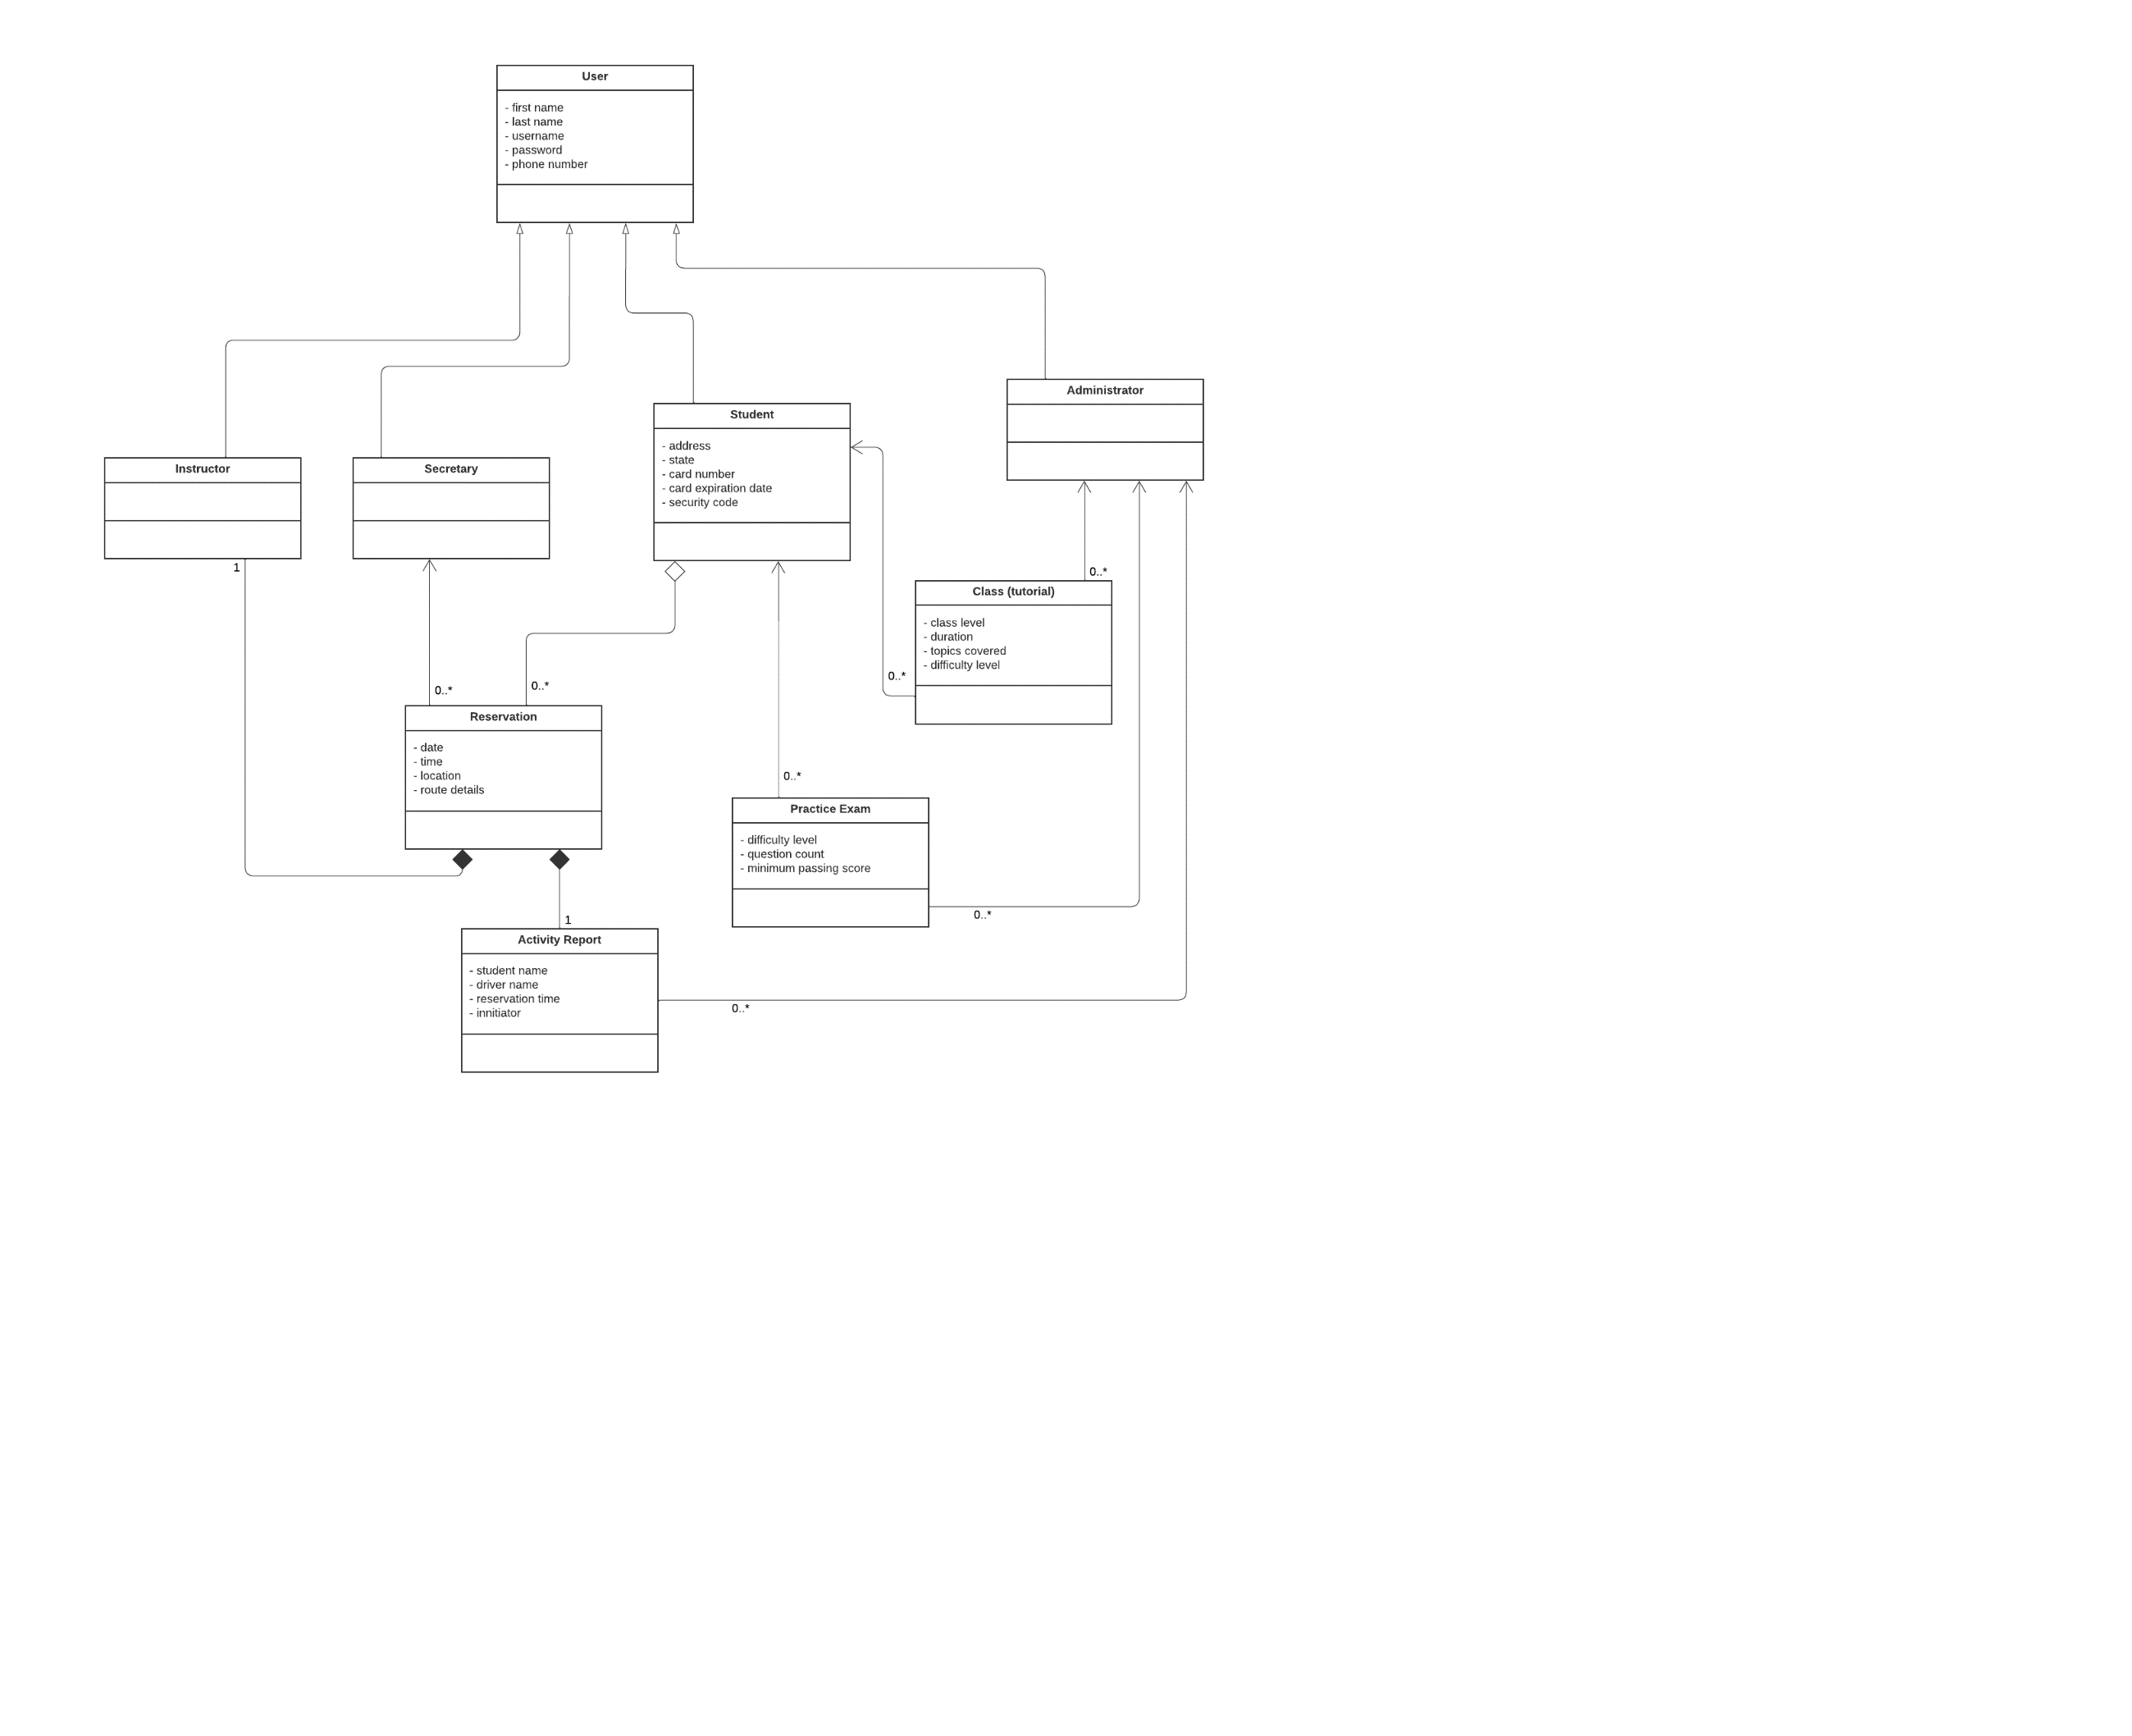 User
- first name
- last name
- username
- password
- phone number
Administrator
Student
- address
- state
- card number
- card expiration date
- security code
Instructor
Secretary
1
0..*
Class (tutorial)
- class level
- duration
- topics covered
- difficulty level
0..*
0..*
0..*
Reservation
- date
- time
- location
- route details
0..*
Practice Exam
- difficulty level
- question count
- minimum passing score
0..*
1
Activity Report
- student name
- driver name
- reservation time
- innitiator
0..*